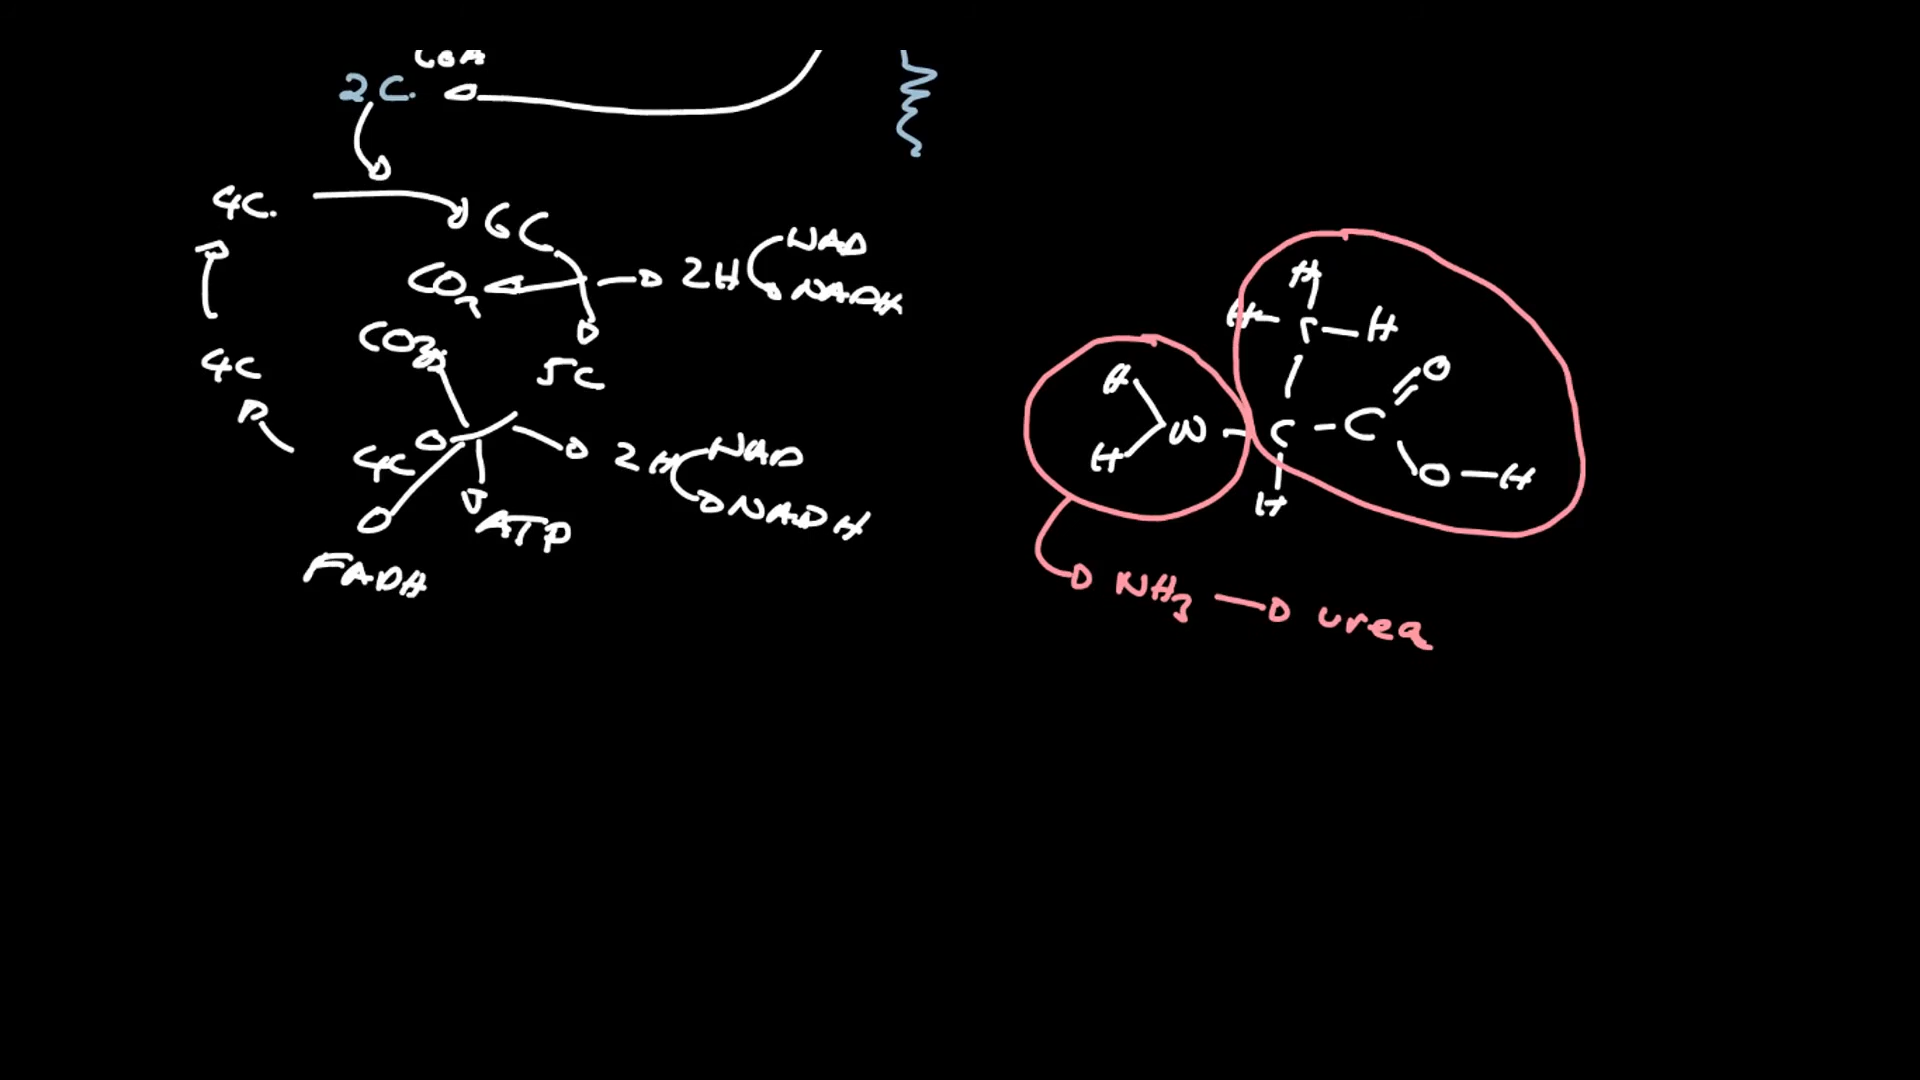 CoA
2C.
4C.
6C
CO2
2H
NAD
NADH
CO2
5C
4C
4C
2H
NAD
NADH
ATP
FADH
H
H
C
H
H
O
H
N
C
C
H
O
H
H
NH3
urea